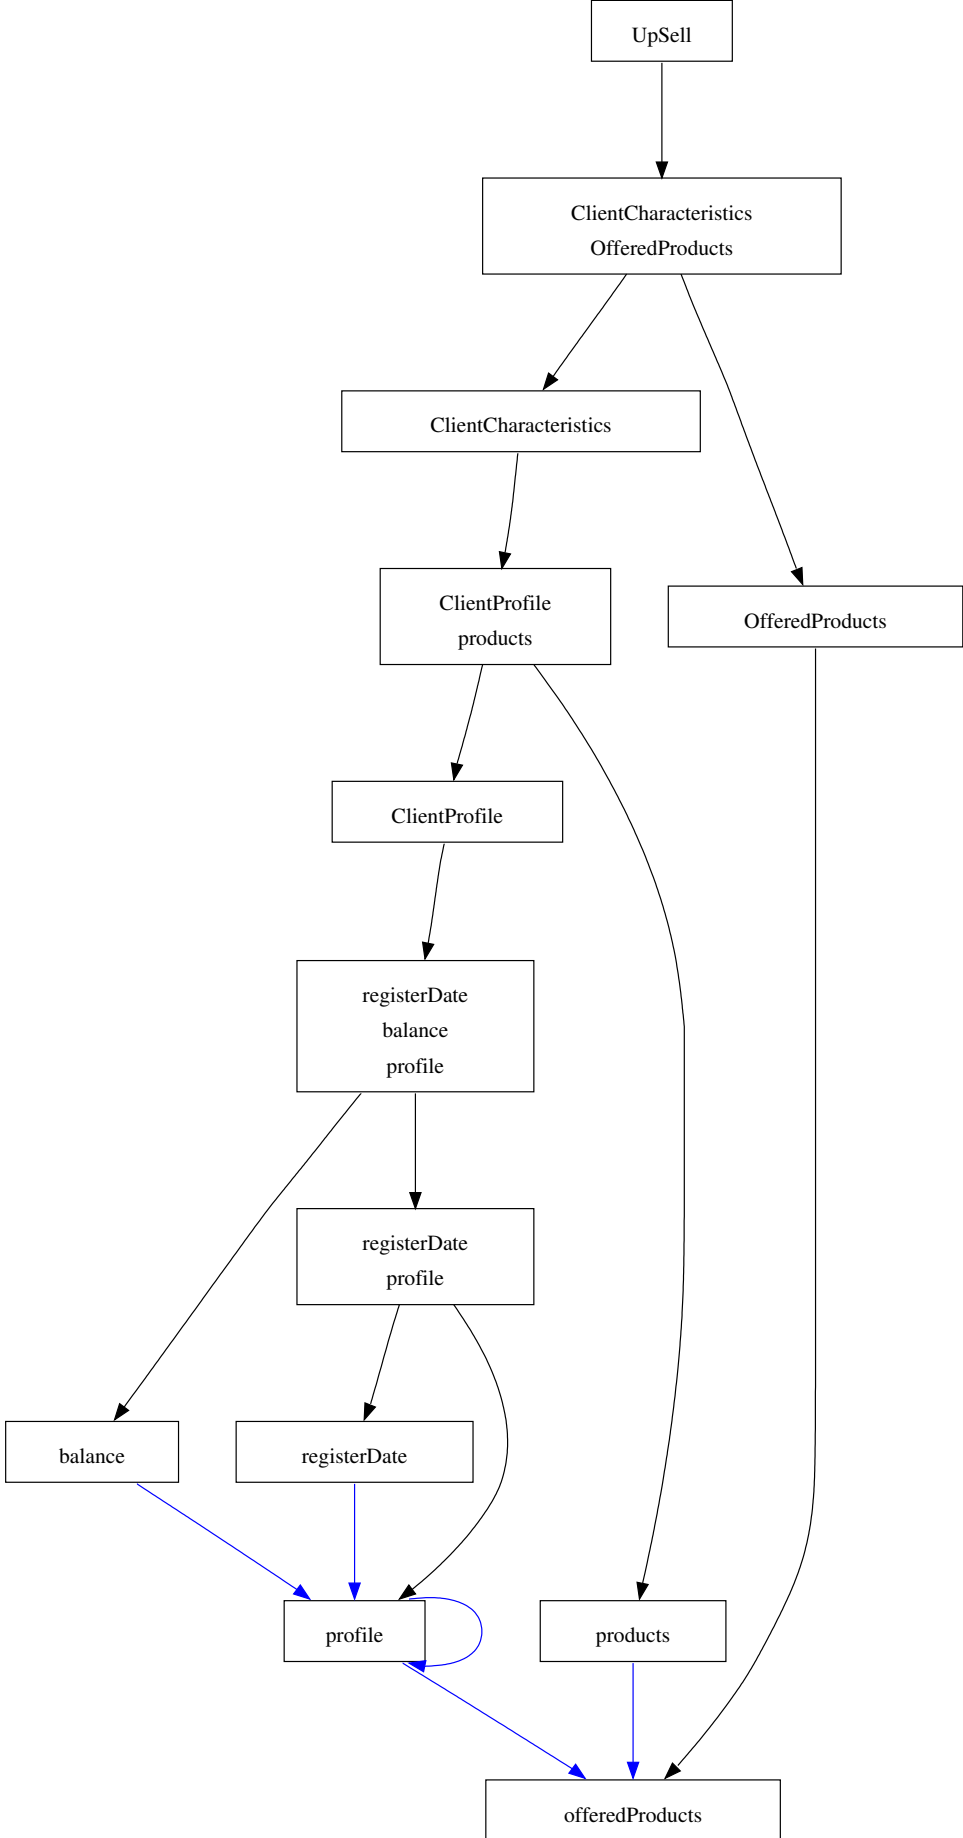 UpSell
ClientCharacteristics
OfferedProducts
ClientCharacteristics
ClientProfile
products
OfferedProducts
ClientProfile
registerDate
balance
profile
registerDate
profile
balance
registerDate
profile
products
offeredProducts